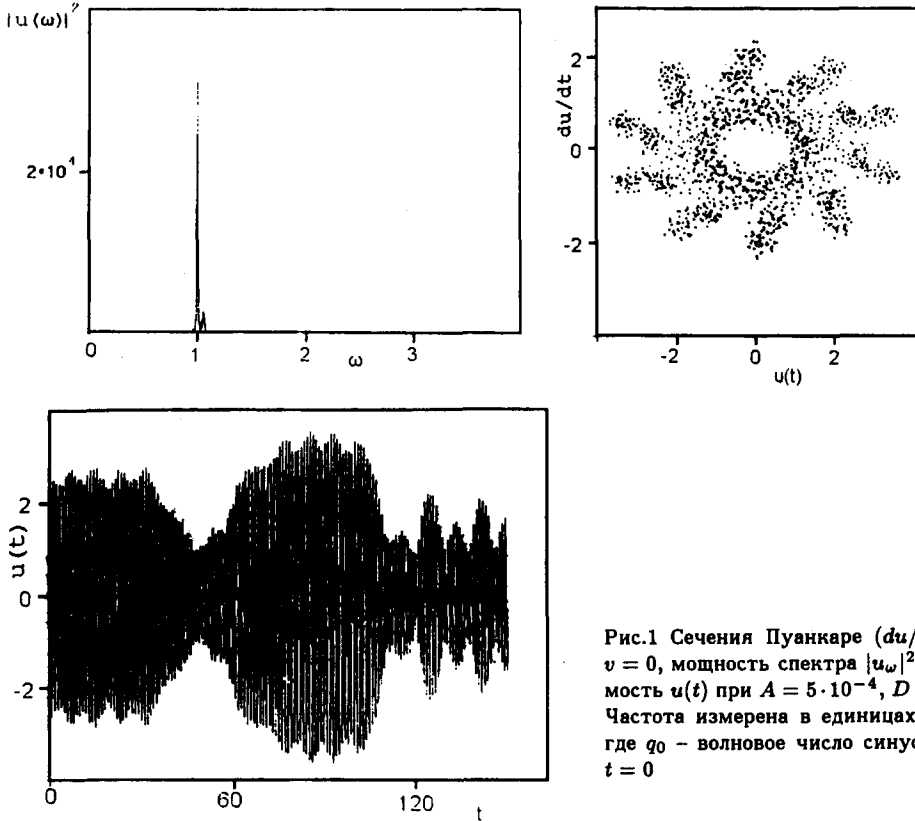 |u(ω)|²
2·10⁴
0
1
2
3
ω
du/dt
2
0
-2
-2
0
2
u(t)
u(t)
2
0
-2
0
60
120
t
Рис.1 Сечения Пуанкаре (du/
v = 0, мощность спектра |u_ω|²
мость u(t) при A = 5·10⁻⁴, D
Частота измерена в единицах
где q₀ – волновое число синус
t = 0